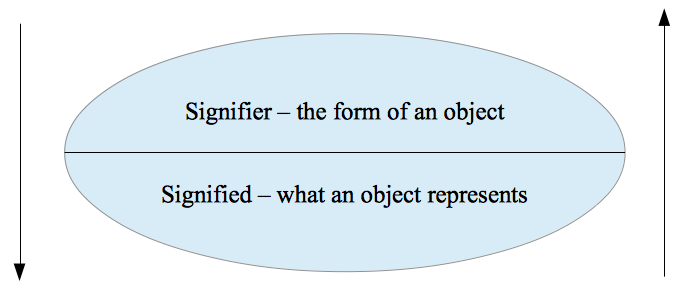 Signifier – the form of an object
Signified – what an object represents